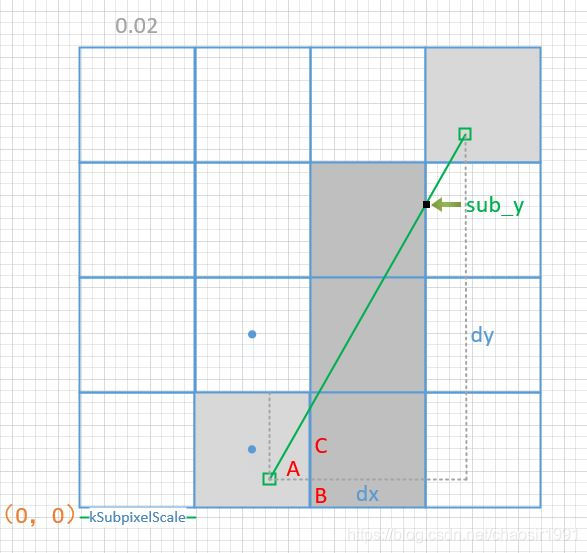 0.02
sub_y
dy
C
A
B
dx
(0, 0)
kSubpixelScale
https://blog.csdn.net/chaosir1991